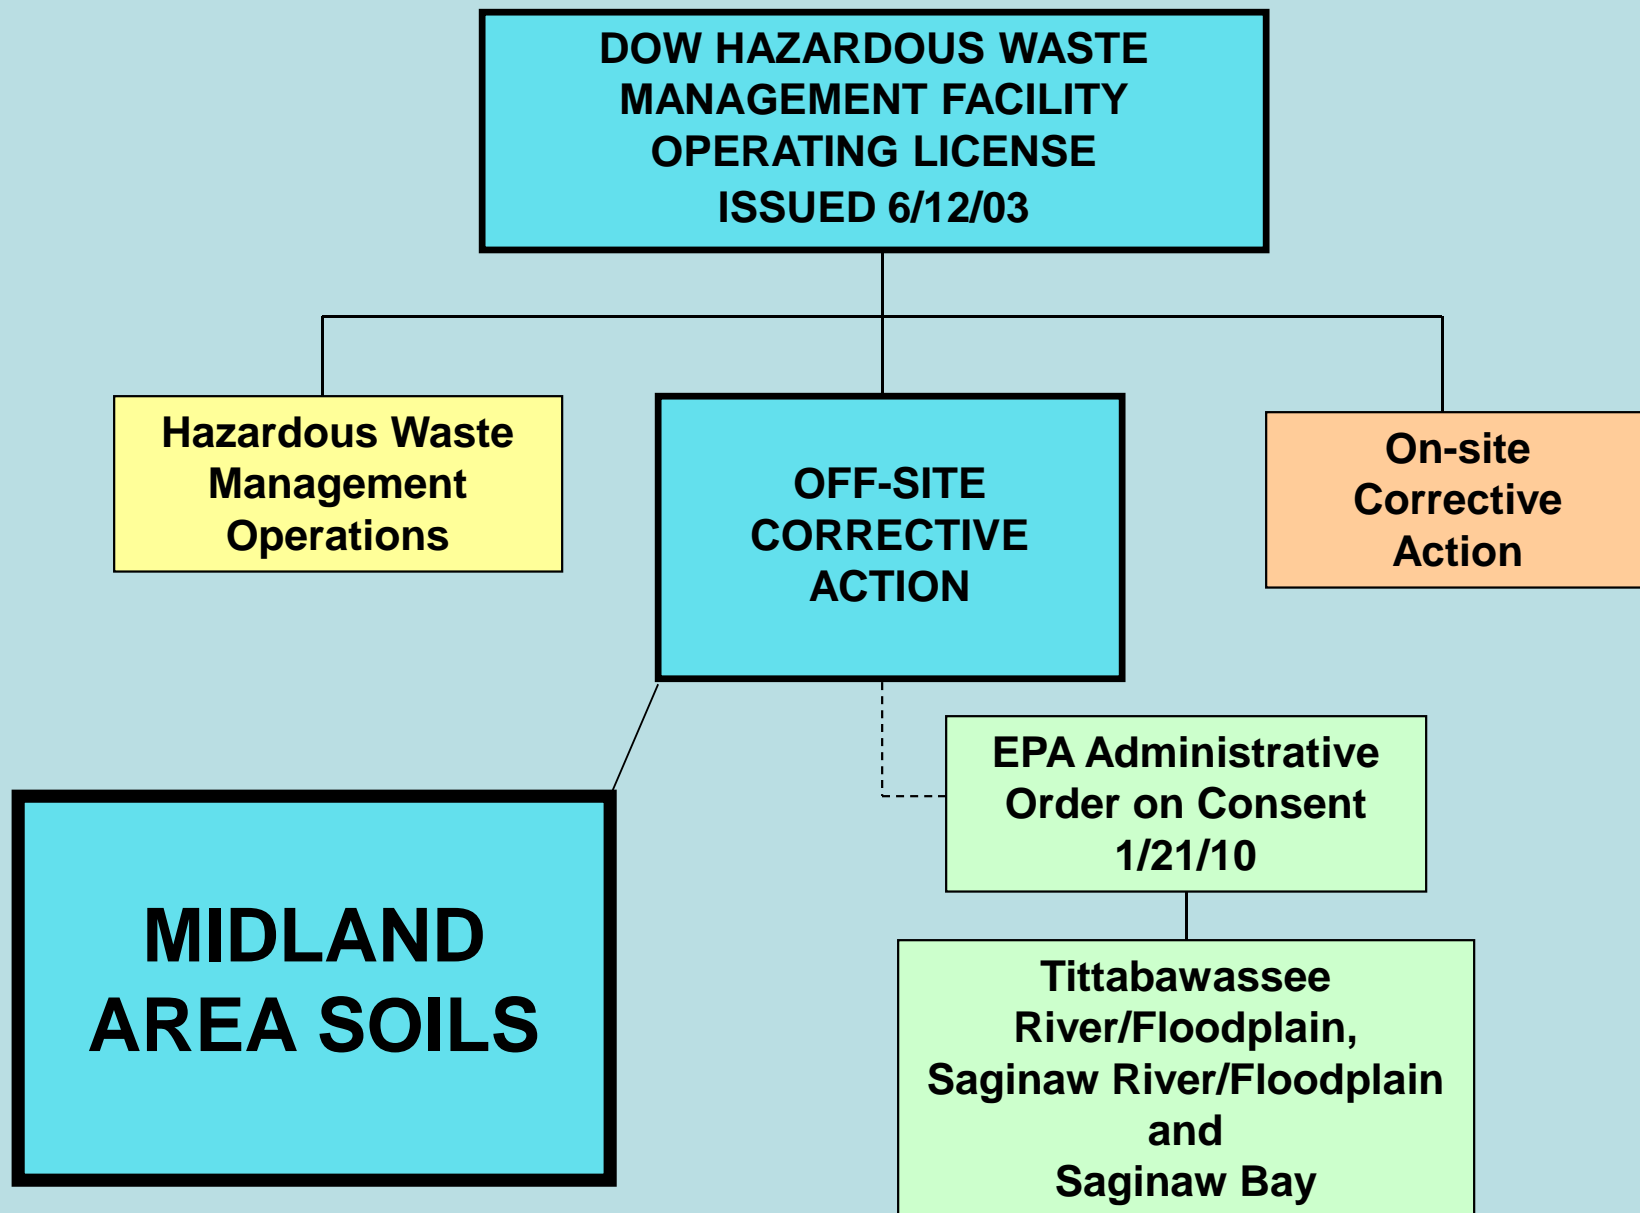 DOW HAZARDOUS WASTE
MANAGEMENT FACILITY
OPERATING LICENSE
ISSUED 6/12/03
Hazardous Waste
Management
Operations
OFF-SITE
CORRECTIVE
ACTION
On-site
Corrective
Action
EPA Administrative
Order on Consent
1/21/10
MIDLAND
AREA SOILS
Tittabawassee
River/Floodplain,
Saginaw River/Floodplain
and
Saginaw Bay